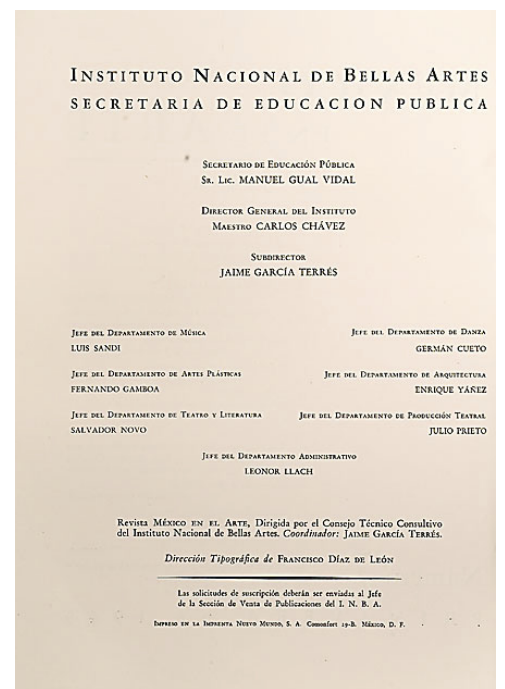 INSTITUTO NACIONAL DE BELLAS ARTES
SECRETARIA DE EDUCACION PUBLICA
SECRETARIO DE EDUCACIÓN PÚBLICA
SR. LIC. MANUEL GUAL VIDAL
DIRECTOR GENERAL DEL INSTITUTO
MAESTRO CARLOS CHÁVEZ
SUBDIRECTOR
JAIME GARCÍA TERRÉS
JEFE DEL DEPARTAMENTO DE MÚSICA
LUIS SANDI
JEFE DEL DEPARTAMENTO DE DANZA
GERMÁN CUETO
JEFE DEL DEPARTAMENTO DE ARTES PLÁSTICAS
FERNANDO GAMBOA
JEFE DEL DEPARTAMENTO DE ARQUITECTURA
ENRIQUE YÁÑEZ
JEFE DEL DEPARTAMENTO DE TEATRO Y LITERATURA
SALVADOR NOVO
JEFE DEL DEPARTAMENTO DE PRODUCCIÓN TEATRAL
JULIO PRIETO
JEFE DEL DEPARTAMENTO ADMINISTRATIVO
LEONOR LLACH
Revista MÉXICO EN EL ARTE, Dirigida por el Consejo Técnico Consultivo
del Instituto Nacional de Bellas Artes. Coordinador: JAIME GARCÍA TERRÉS.
Dirección Tipográfica de FRANCISCO DÍAZ DE LEÓN
Las solicitudes de suscripción deberán ser enviadas al Jefe
de la Sección de Venta de Publicaciones del I. N. B. A.
IMPRESO EN LA IMPRENTA NUEVO MUNDO, S. A. Comonfort 19-B. MÉXICO, D. F.